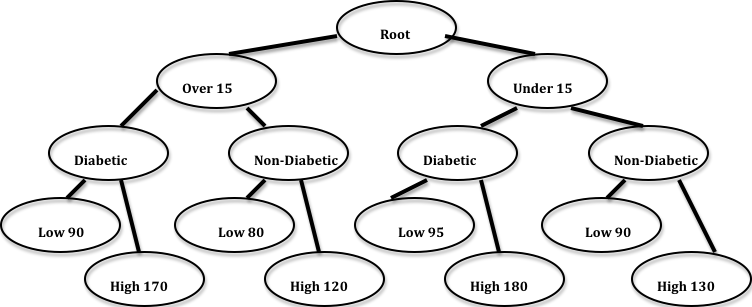 Root
Over 15
Under 15
Diabetic
Non-Diabetic
Diabetic
Non-Diabetic
Low 90
Low 80
Low 95
Low 90
High 170
High 120
High 180
High 130